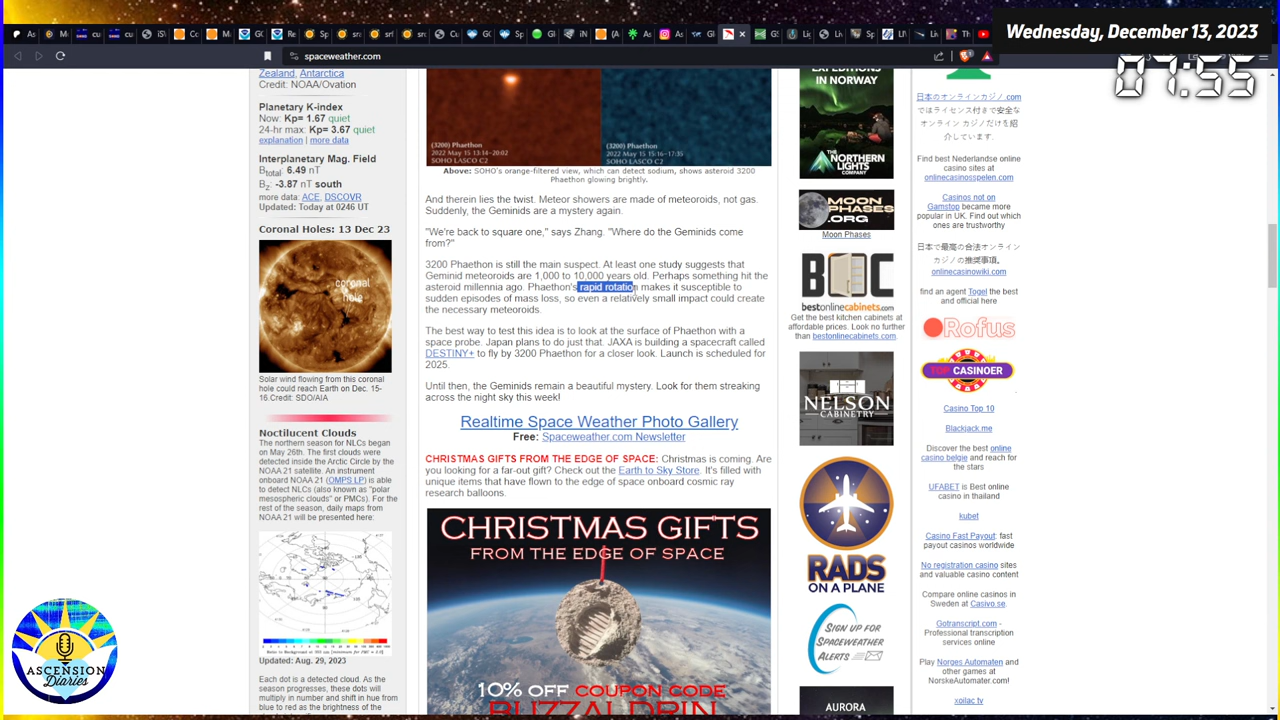 Wednesday, December 13, 2023
07:55
spaceweather.com
Zealand, Antarctica
Credit: NOAA/Ovation
Planetary K-index
Now: Kp= 1.67 quiet
24-hr max: Kp= 3.67 quiet
explanation | more data
Interplanetary Mag. Field
Btotal: 6.49 nT
Bz: -3.87 nT south
more data: ACE, DSCOVR
Updated: Today at 0246 UT
Coronal Holes: 13 Dec 23
coronal
hole
Solar wind flowing from this coronal
hole could reach Earth on Dec. 15-
16.Credit: SDO/AIA
Noctilucent Clouds
The northern season for NLCs began
on May 26th. The first clouds were
detected inside the Arctic Circle by the
NOAA 21 satellite. An instrument
onboard NOAA 21 (OMPS LP) is able
to detect NLCs (also known as "polar
mesospheric clouds" or PMCs). For the
rest of the season, daily maps from
NOAA 21 will be presented here:
Updated: Aug. 29, 2023
Each dot is a detected cloud. As the
season progresses, these dots will
multiply in number and shift in hue from
blue to red as the brightness of the
ASCENSION
Diaries
(3200) Phaethon
2022 May 15 13:14-20:02
SOHO LASCO C2
(3200) Phaethon
2022 May 15 15:16-17:35
SOHO LASCO C2
Above: SOHO's orange-filtered view, which can detect sodium, shows asteroid 3200
Phaethon glowing brightly.
And therein lies the twist. Meteor showers are made of meteoroids, not gas.
Suddenly, the Geminids are a mystery again.
"We're back to square one," says Zhang. "Where do the Geminids come
from?"
3200 Phaethon is still the main suspect. At least one study suggests that
Geminid meteoroids are 1,000 to 10,000 years old. Perhaps something hit the
asteroid millennia ago. Phaethon's rapid rotation makes it susceptible to
sudden episodes of mass loss, so even a relatively small impact could create
the necessary meteoroids.
The best way to test this idea is to look at the surface of Phaethon with a
space probe. Japan plans to do just that. JAXA is building a spacecraft called
DESTINY+ to fly by 3200 Phaethon for a closer look. Launch is scheduled for
2025.
Until then, the Geminids remain a beautiful mystery. Look for them streaking
across the night sky this week!
Realtime Space Weather Photo Gallery
Free: Spaceweather.com Newsletter
CHRISTMAS GIFTS FROM THE EDGE OF SPACE: Christmas is coming. Are
you looking for a far-out gift? Check out the Earth to Sky Store. It's filled with
unique items that have flown to the edge of space onboard cosmic ray
research balloons.
CHRISTMAS GIFTS
FROM THE EDGE OF SPACE
10% OFF COUPON CODE
BUZZALDRIN
EXPEDITIONS
IN NORWAY
THE
NORTHERN
LIGHTS
COMPANY
MOON
PHASES
.ORG
Moon Phases
BOC
bestonlinecabinets.com
Get the best kitchen cabinets at
affordable prices. Look no further
than bestonlinecabinets.com.
NELSON
CABINETRY
RADS
ON A PLANE
SIGN UP FOR
SPACEWEATHER
ALERTS
AURORA
日本のオンラインカジノ.com
ではライセンス付きで安全な
オンライン カジノだけを紹
介しています.
Find best Nederlandse online
casino sites at
onlinecasinosspelen.com
Casinos not on
Gamstop became more
popular in UK. Find out which
ones are trustworthy
日本で最高の合法オンライン
カジノの推奨事項。
onlinecasinowiki.com
find an agent Togel the best
and official here
Rofus
TOP
CASINOER
Casino Top 10
Blackjack.me
Discover the best online
casino belgie and reach for
the stars
UFABET is Best online
casino in thailand
kubet
Casino Fast Payout: fast
payout casinos worldwide
No registration casino sites
and valuable casino content
Compare online casinos in
Sweden at Casivo.se.
Gotranscript.com -
Professional transcription
services online
Play Norges Automaten and
other games at
NorskeAutomater.com!
xoilac tv